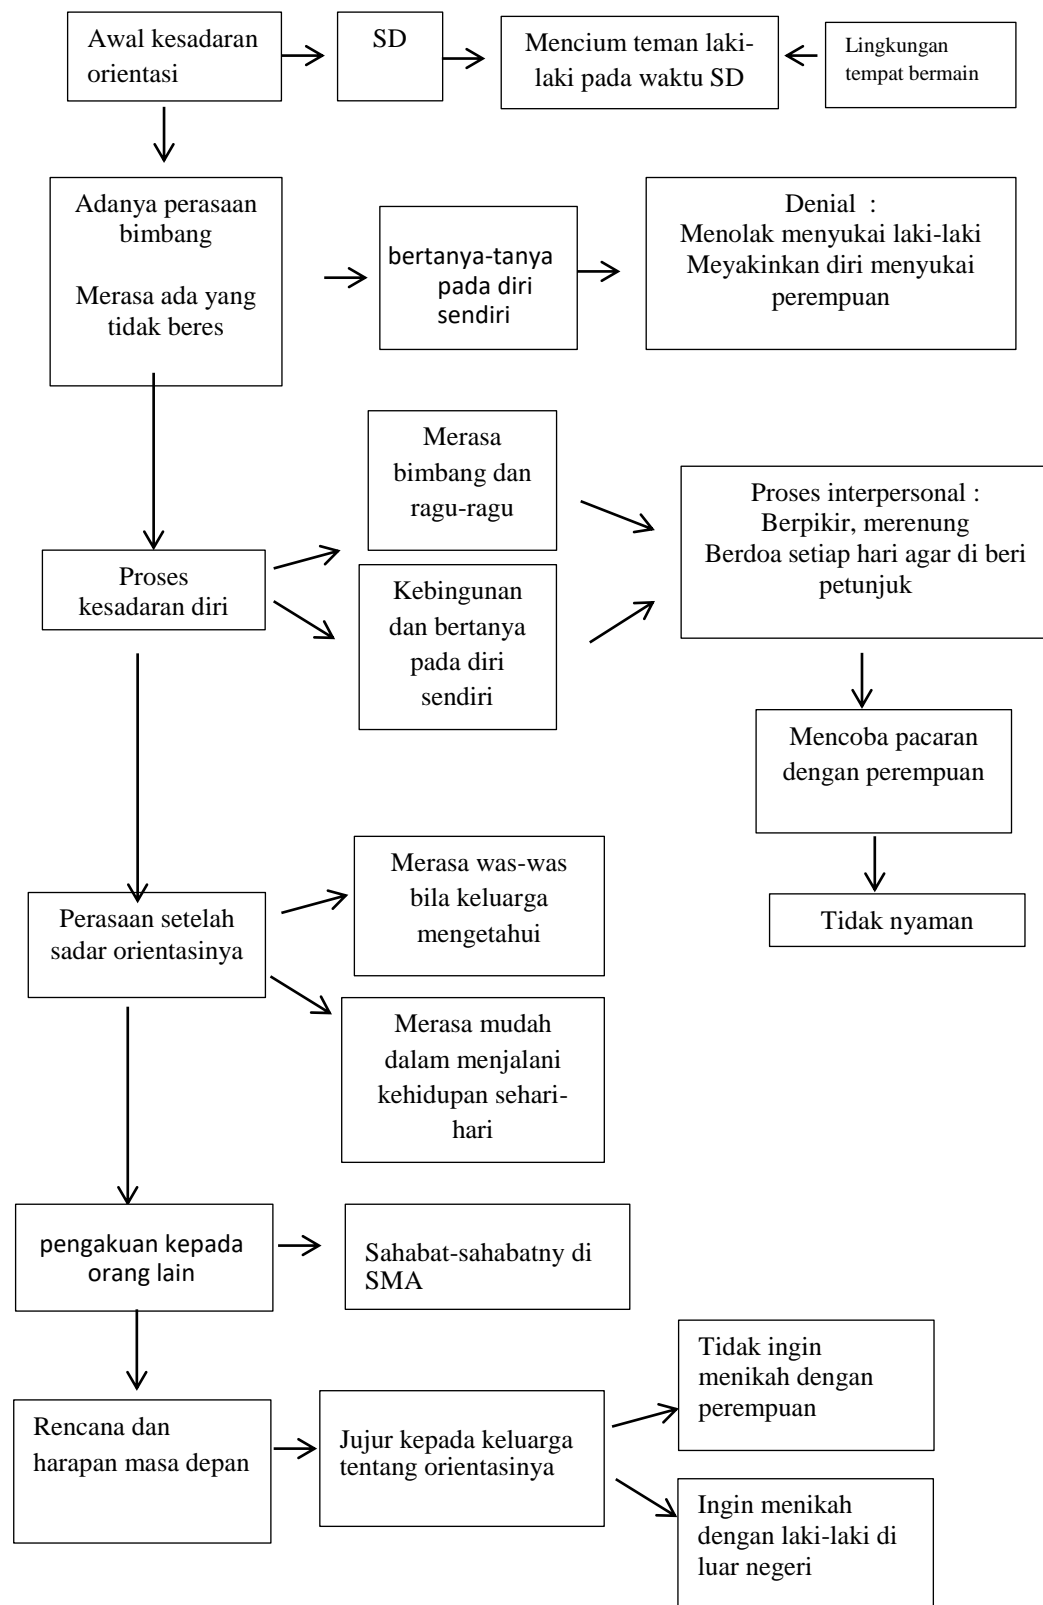 Awal kesadaran
orientasi
SD
Mencium teman laki-
laki pada waktu SD
Lingkungan
tempat bermain
Adanya perasaan
bimbang
Merasa ada yang
tidak beres
bertanya-tanya
pada diri
sendiri
Denial :
Menolak menyukai laki-laki
Meyakinkan diri menyukai
perempuan
Merasa
bimbang dan
ragu-ragu
Proses interpersonal :
Berpikir, merenung
Berdoa setiap hari agar di beri
petunjuk
Proses
kesadaran diri
Kebingunan
dan bertanya
pada diri
sendiri
Mencoba pacaran
dengan perempuan
Merasa was-was
bila keluarga
mengetahui
Tidak nyaman
Perasaan setelah
sadar orientasinya
Merasa mudah
dalam menjalani
kehidupan sehari-
hari
pengakuan kepada
orang lain
Sahabat-sahabatny di
SMA
Tidak ingin
menikah dengan
perempuan
Rencana dan
harapan masa depan
Jujur kepada keluarga
tentang orientasinya
Ingin menikah
dengan laki-laki di
luar negeri